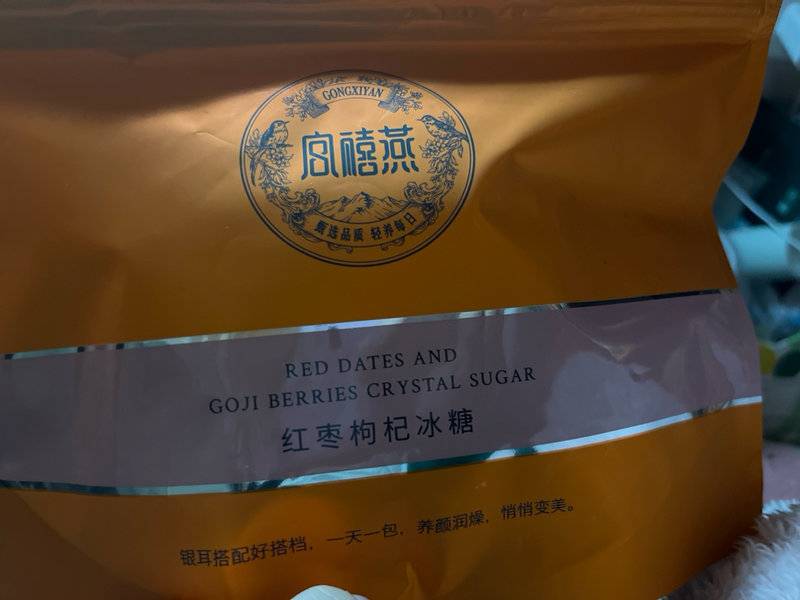 GONGXIYAN
宫禧燕
甄选品质 轻养每日
RED DATES AND
GOJI BERRIES CRYSTAL SUGAR
红枣枸杞冰糖
银耳搭配好搭档，一天一包，养颜润燥，悄悄变美。